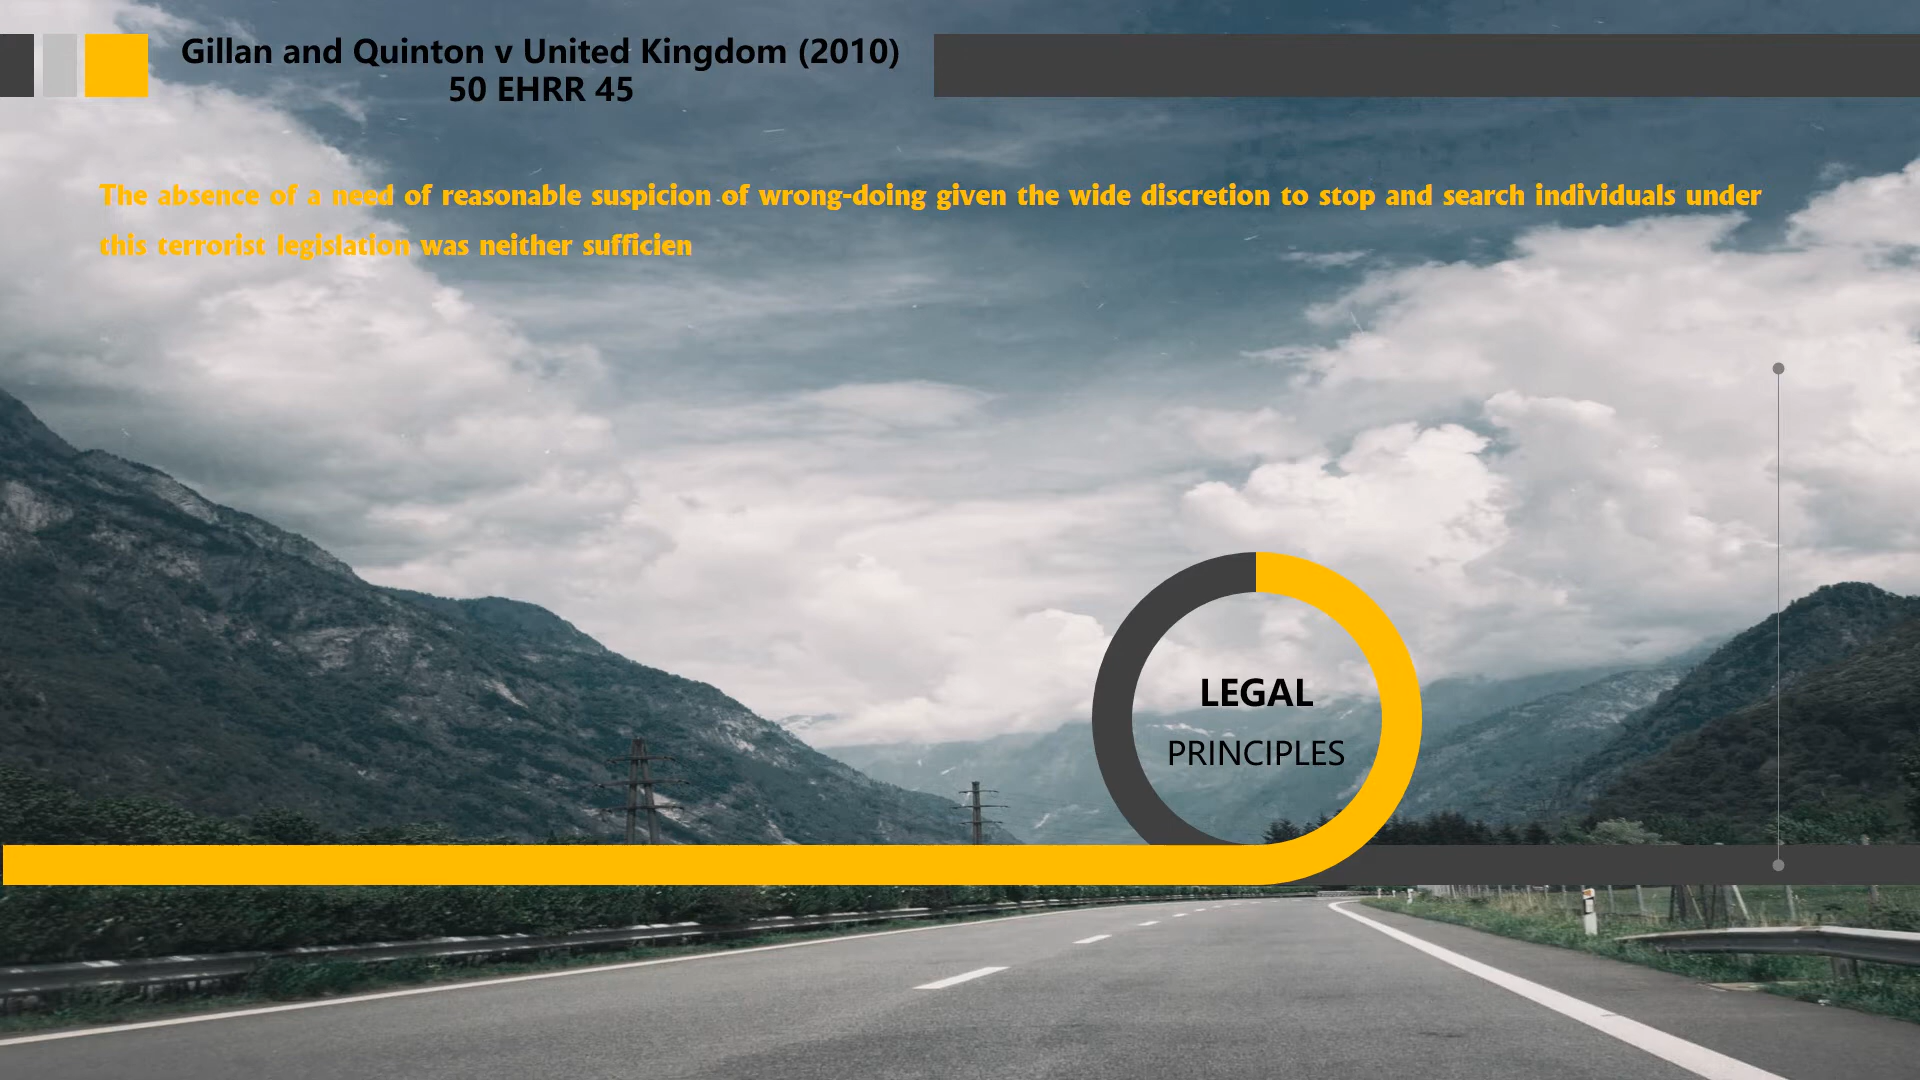 Gillan and Quinton v United Kingdom (2010)
50 EHRR 45
The absence of a need of reasonable suspicion of wrong-doing given the wide discretion to stop and search individuals under
this terrorist legislation was neither sufficien
LEGAL
PRINCIPLES